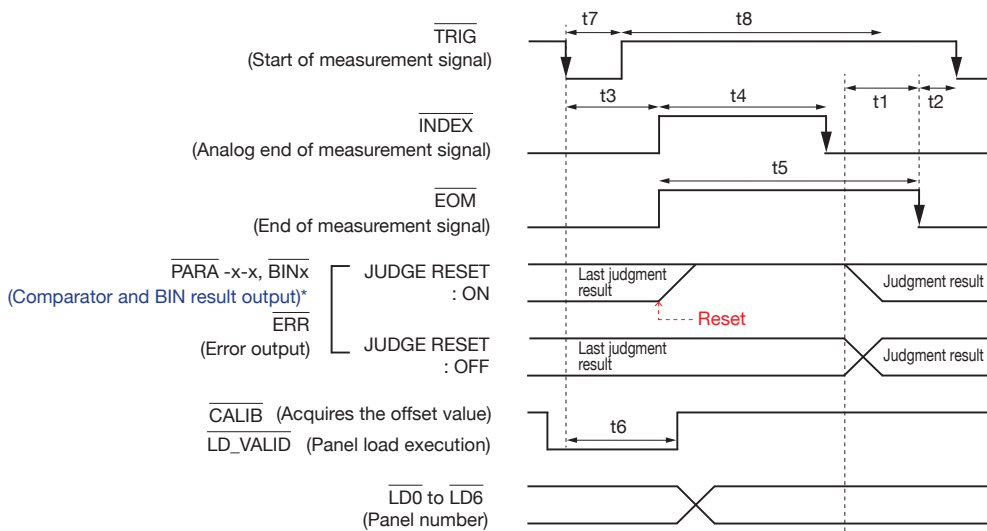 t7 t8
TRIG
(Start of measurement signal)
t3 t4 t1 t2
INDEX
(Analog end of measurement signal)
t5
EOM
(End of measurement signal)
PARA -x-x, BINx
(Comparator and BIN result output)*
ERR
(Error output)
JUDGE RESET
: ON
Last judgment
result
Judgment result
Reset
JUDGE RESET
: OFF
Last judgment
result
Judgment result
CALIB (Acquires the offset value)
LD_VALID (Panel load execution)
t6
LD0 to LD6
(Panel number)